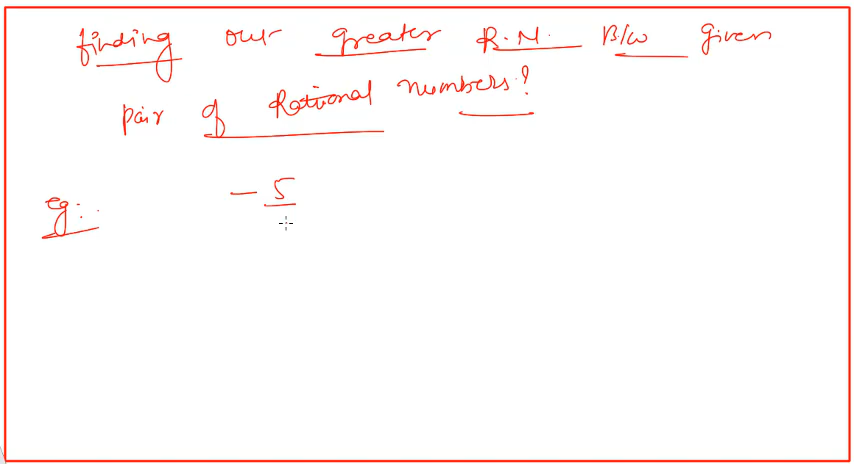 finding our greater R.N. B/w given
pair of Rational numbers?
eg:. - 5